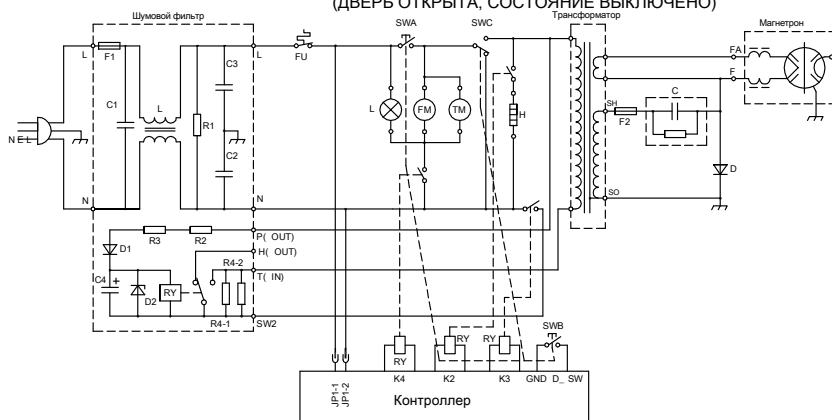 (ДВЕРЬ ОТКРЫТА, СОСТОЯНИЕ ВЫКЛЮЧЕНО)
Шумовой фильтр
SWA
SWC
Трансформатор
Магнетрон
L
F1
L
FU
FA
C3
F
C1
L
R1
L
FM
TM
H
SH
C
F2
N E L
C2
D
N
N
SO
P( OUT)
R3
R2
D1
H( OUT)
R4-2
T( IN)
C4
+
RY
D2
R4-1
SW2
SWB
RY
RY
RY
K4
K2
K3
GND
D_ SW
JP1-1
JP1-2
Контроллер